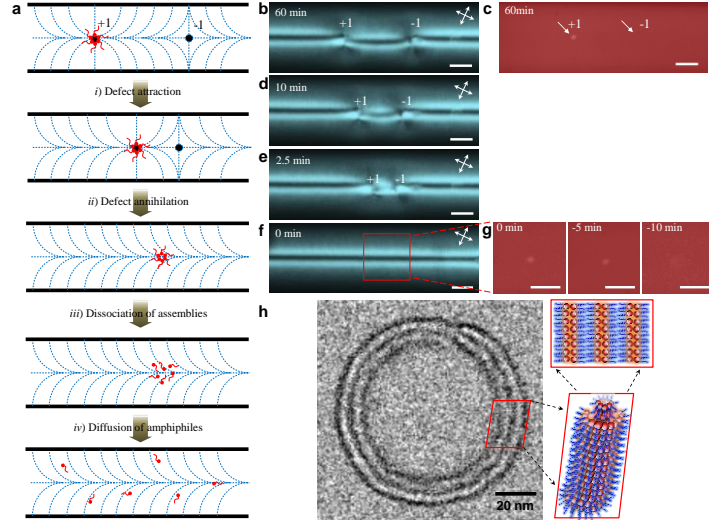 a
+1
-1
i) Defect attraction
ii) Defect annihilation
iii) Dissociation of assemblies
iv) Diffusion of amphiphiles
b
60 min
+1
-1
c
60min
+1
-1
d
10 min
+1
-1
e
2.5 min
+1
-1
f
0 min
g
0 min
-5 min
-10 min
h
20 nm